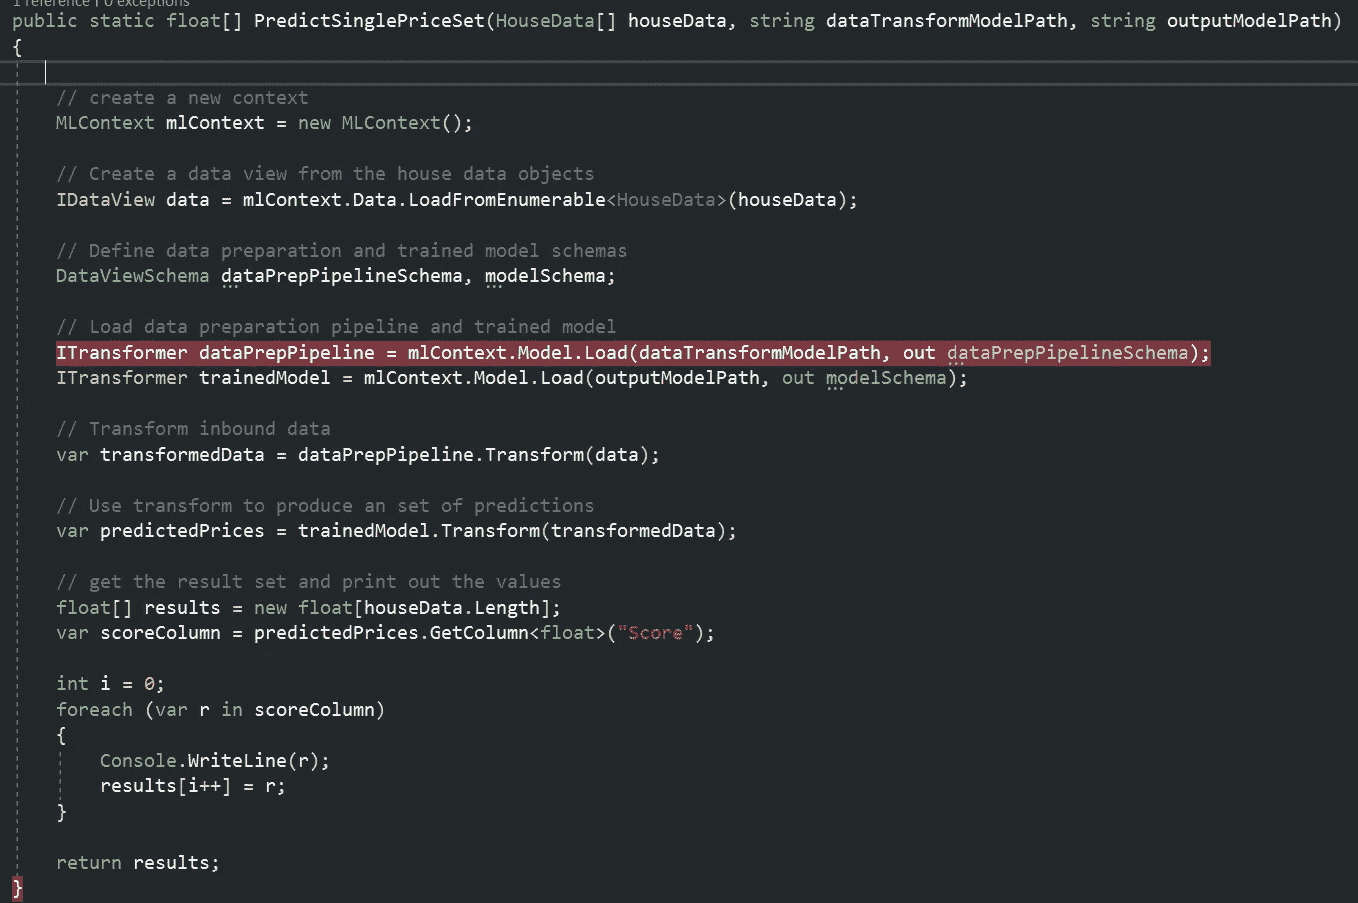 1 reference | 0 exceptions
public static float[] PredictSinglePriceSet(HouseData[] houseData, string dataTransformModelPath, string outputModelPath)
{
// create a new context
MLContext mlContext = new MLContext();
// Create a data view from the house data objects
IDataView data = mlContext.Data.LoadFromEnumerable<HouseData>(houseData);
// Define data preparation and trained model schemas
DataViewSchema dataPrepPipelineSchema, modelSchema;
// Load data preparation pipeline and trained model
ITransformer dataPrepPipeline = mlContext.Model.Load(dataTransformModelPath, out dataPrepPipelineSchema);
ITransformer trainedModel = mlContext.Model.Load(outputModelPath, out modelSchema);
// Transform inbound data
var transformedData = dataPrepPipeline.Transform(data);
// Use transform to produce an set of predictions
var predictedPrices = trainedModel.Transform(transformedData);
// get the result set and print out the values
float[] results = new float[houseData.Length];
var scoreColumn = predictedPrices.GetColumn<float>("Score");
int i = 0;
foreach (var r in scoreColumn)
{
Console.WriteLine(r);
results[i++] = r;
}
return results;
}